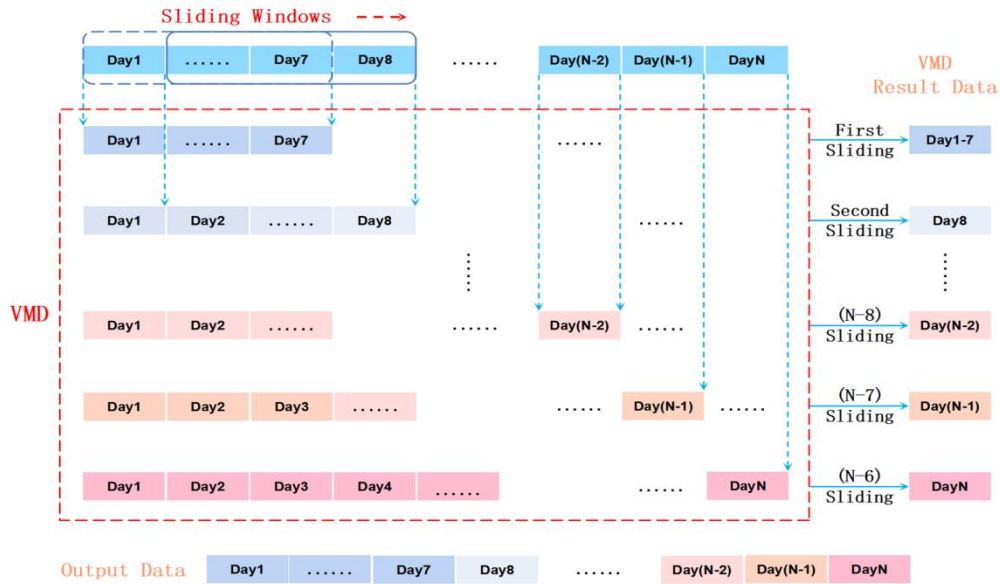 Sliding Windows
Day1 ...... Day7 Day8 ...... Day(N-2) Day(N-1) DayN
VMD
Result Data
Day1 ...... Day7 ......
First
Sliding
Day1-7
Day1 Day2 ...... Day8 ......
Second
Sliding
Day8
......
......
VMD
Day1 Day2 ...... ...... Day(N-2) ......
(N-8)
Sliding
Day(N-2)
Day1 Day2 Day3 ...... ...... Day(N-1) ......
(N-7)
Sliding
Day(N-1)
Day1 Day2 Day3 Day4 ...... ...... DayN
(N-6)
Sliding
DayN
Output Data Day1 ...... Day7 Day8 ...... Day(N-2) Day(N-1) DayN